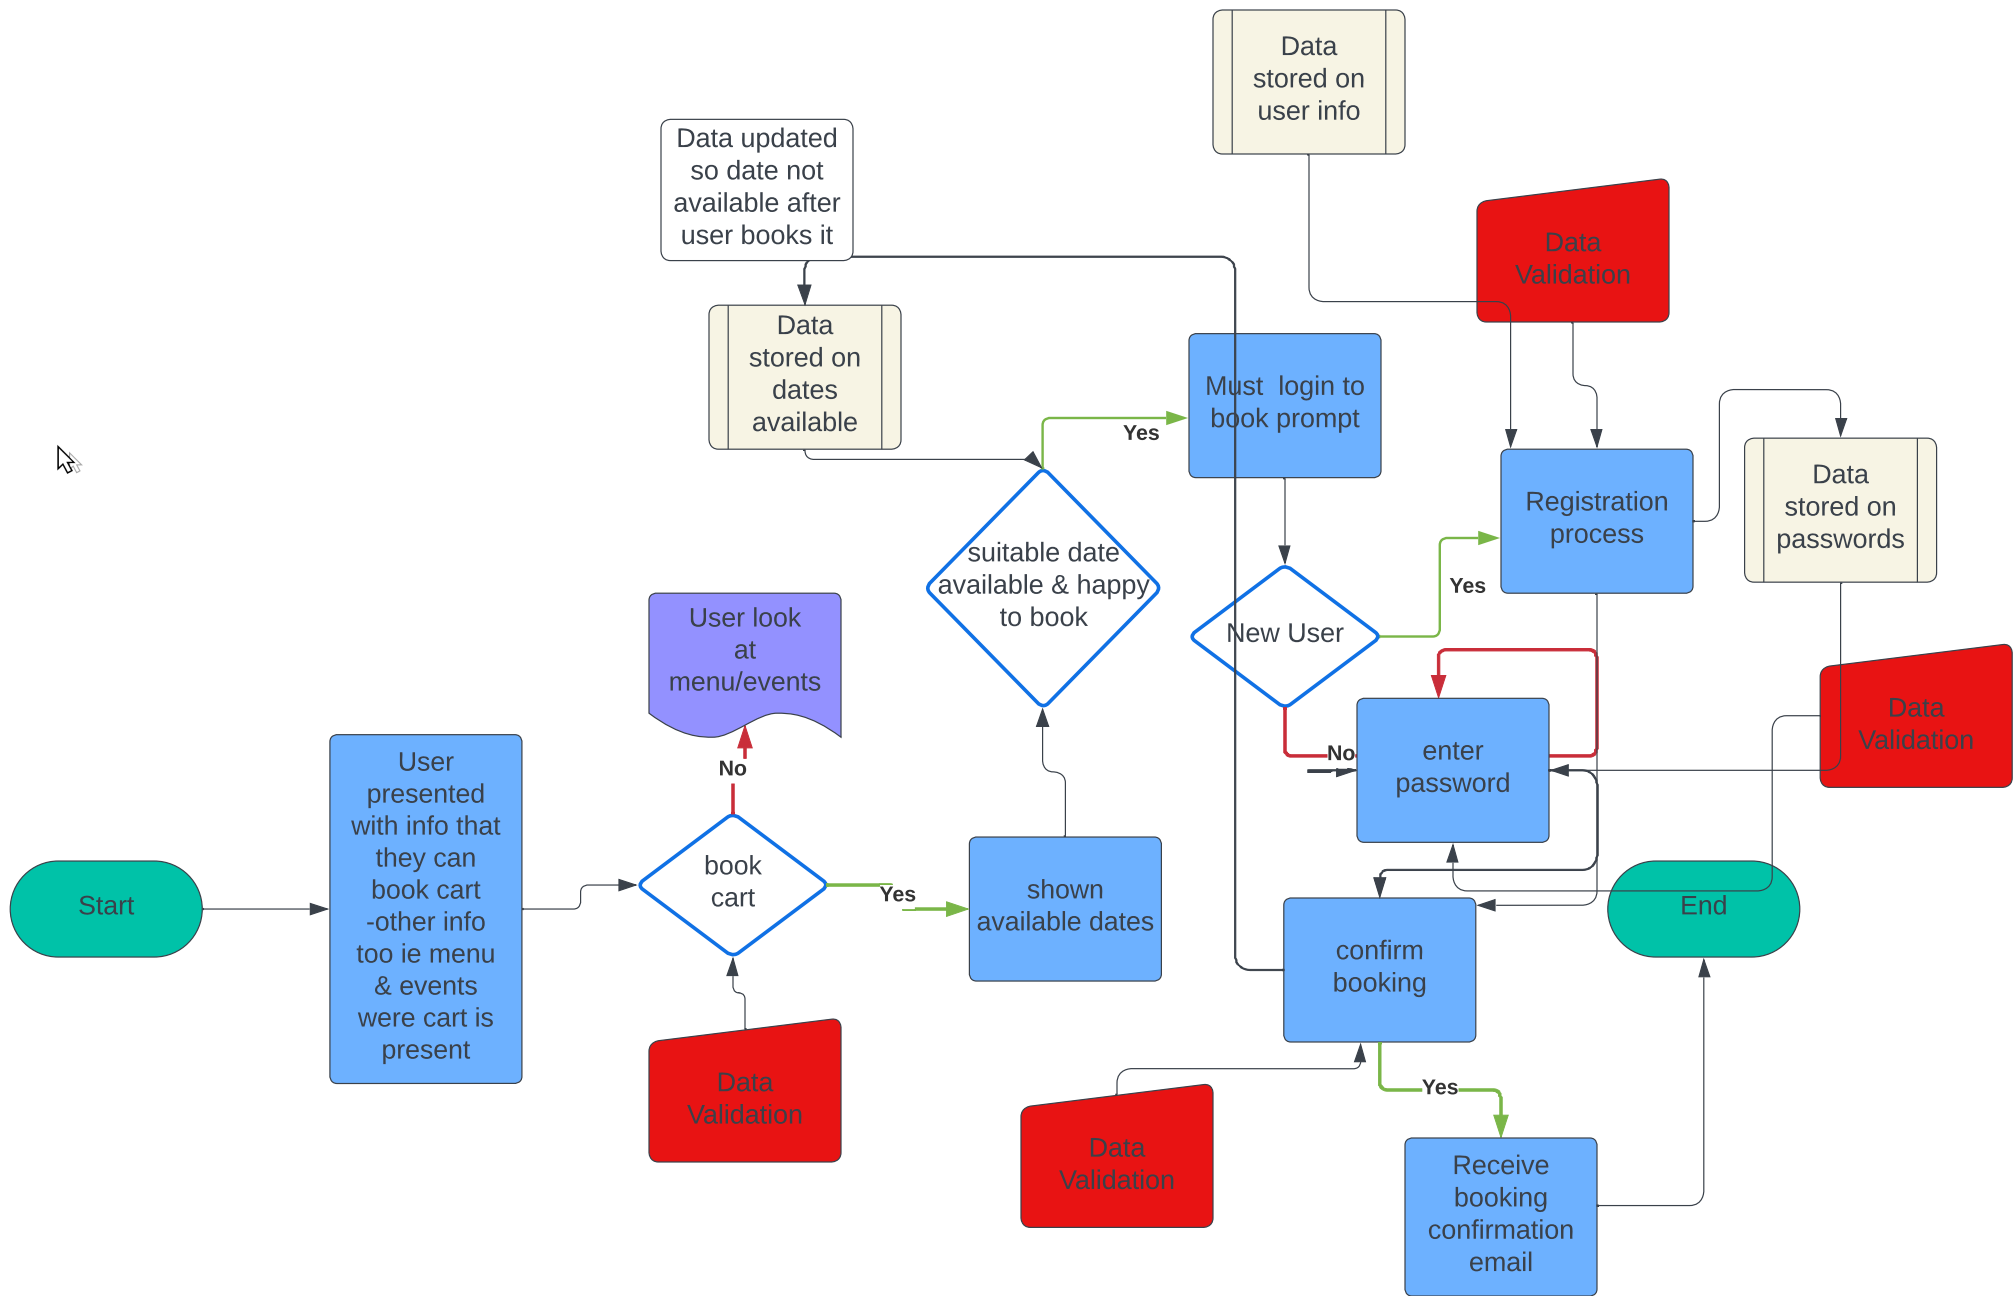 Data
stored on
user info
Data updated
so date not
available after
user books it
Data
Validation
Data
stored on
dates
available
Must  login to
book prompt
Yes
Registration
process
Data
stored on
passwords
suitable date
available & happy
to book
Yes
New User
User look
at
menu/events
No
Data
Validation
No
enter
password
User
presented
with info that
they can
book cart
-other info
too ie menu
& events
were cart is
present
Start
book
cart
Yes
shown
available dates
End
confirm
booking
Data
Validation
Yes
Data
Validation
Receive
booking
confirmation
email